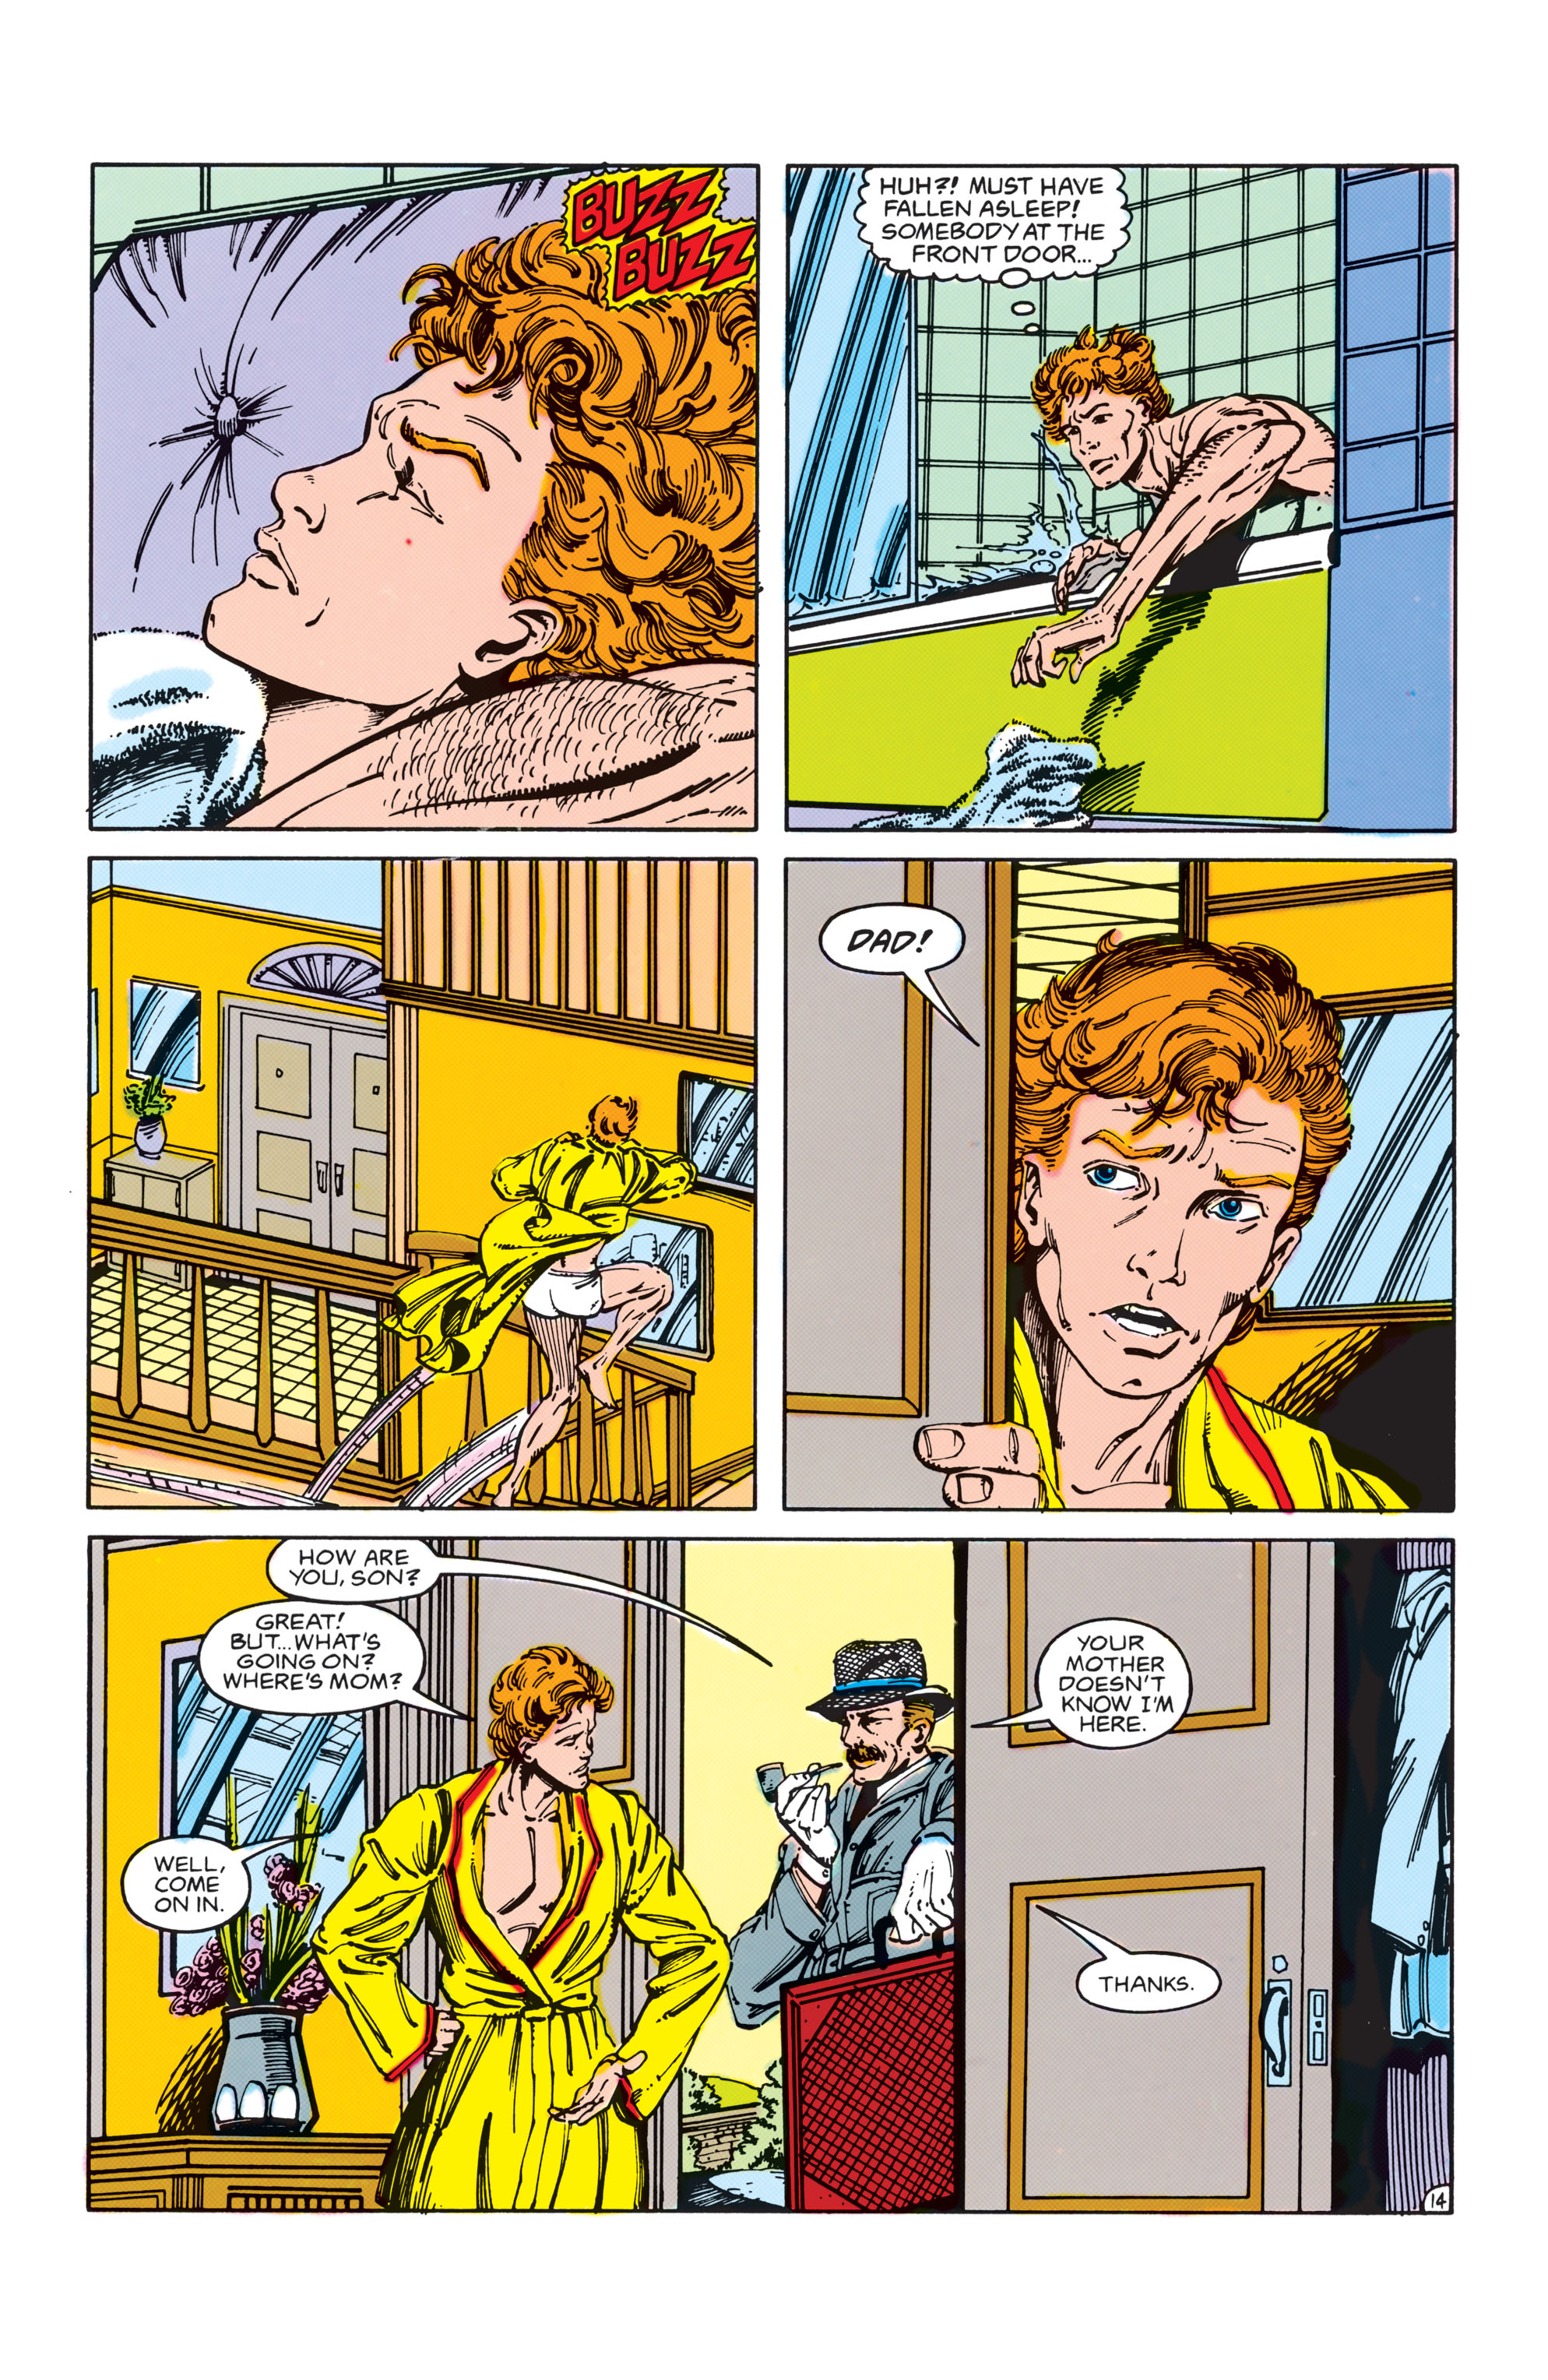 BUZZ
BUZZ
HUH?! MUST HAVE
FALLEN ASLEEP!
SOMEBODY AT THE
FRONT DOOR...
DAD!
HOW ARE
YOU, SON?
GREAT!
BUT...WHAT'S
GOING ON?
WHERE'S MOM?
YOUR
MOTHER
DOESN'T
KNOW I'M
HERE.
WELL,
COME
ON IN.
THANKS.
14